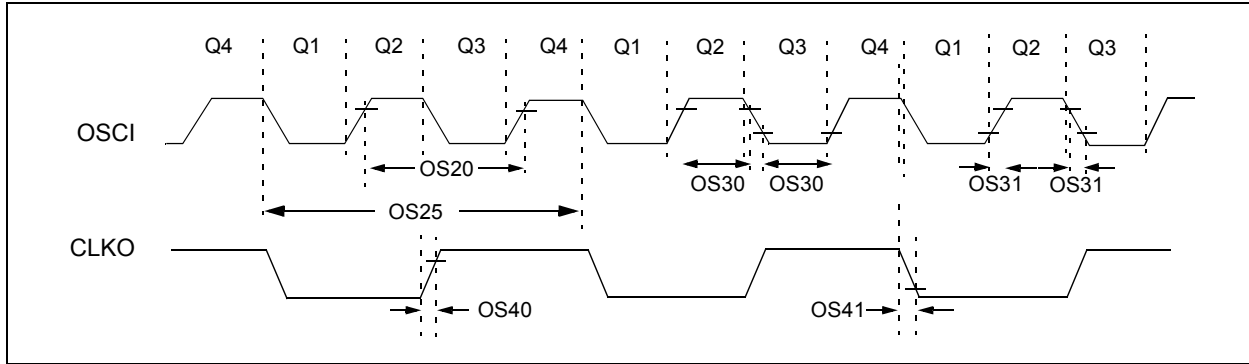 Q4 Q1 Q2 Q3 Q4 Q1 Q2 Q3 Q4 Q1 Q2 Q3
OSCI
OS20
OS30 OS30
OS31 OS31
OS25
CLKO
OS40
OS41